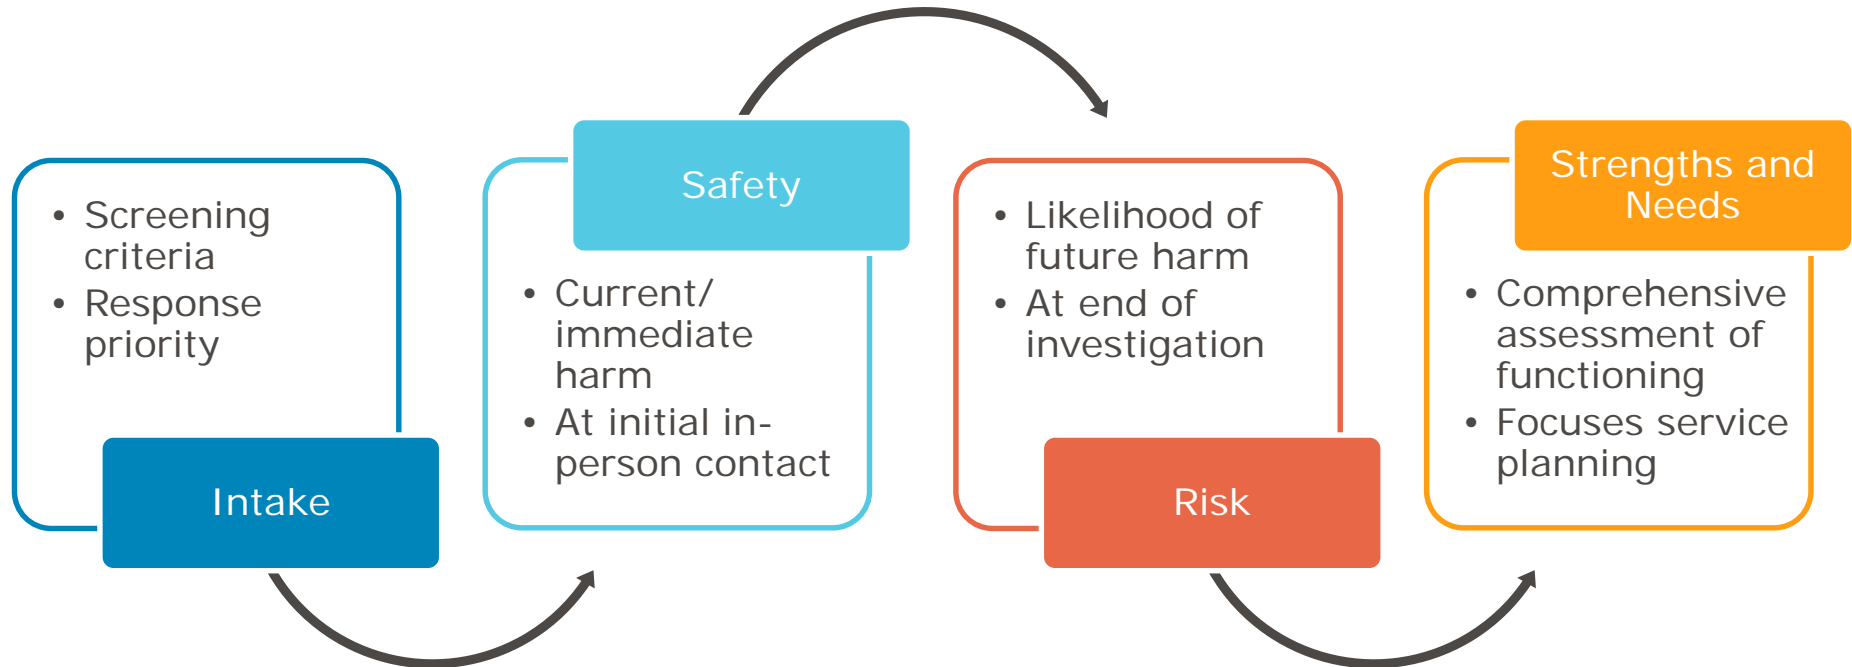 • Screening
criteria
• Response
priority
Intake
Safety
• Current/
immediate
harm
• At initial in-
person contact
• Likelihood of
future harm
• At end of
investigation
Risk
Strengths and
Needs
• Comprehensive
assessment of
functioning
• Focuses service
planning